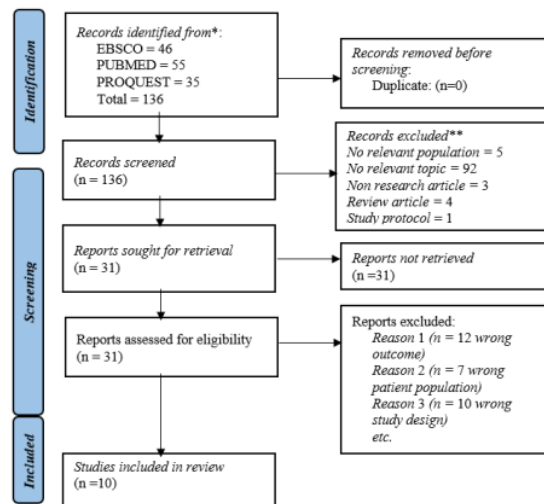 Identification
Records identified from*:
EBSCO = 46
PUBMED = 55
PROQUEST = 35
Total = 136
Records removed before
screening:
Duplicate: (n=0)
Records screened
(n = 136)
Records excluded**
No relevant population = 5
No relevant topic = 92
Non research article = 3
Review article = 4
Study protocol = 1
Screening
Reports sought for retrieval
(n = 31)
Reports not retrieved
(n =31)
Reports assessed for eligibility
(n = 31)
Reports excluded:
Reason 1 (n = 12 wrong
outcome)
Reason 2 (n = 7 wrong
patient population)
Reason 3 (n = 10 wrong
study design)
etc.
Included
Studies included in review
(n =10)